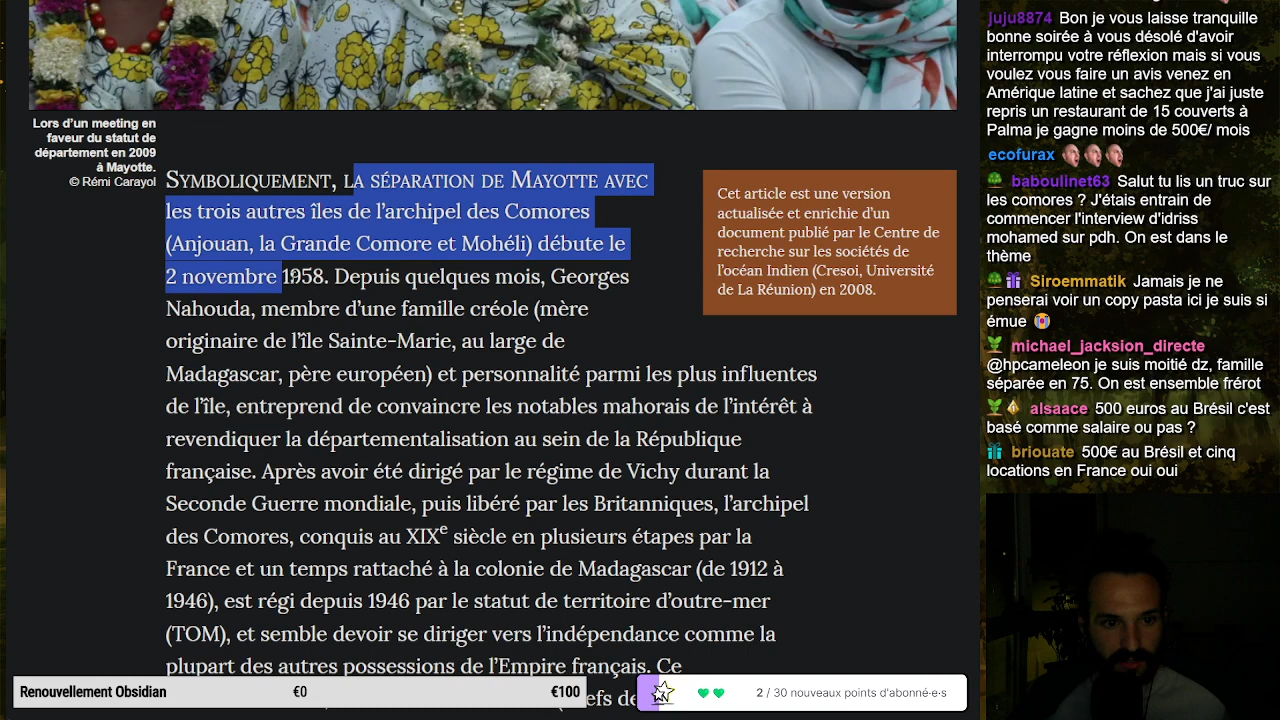 Lors d’un meeting en
faveur du statut de
département en 2009
à Mayotte.
© Rémi Carayol
Symboliquement, la séparation de Mayotte avec
les trois autres îles de l’archipel des Comores
(Anjouan, la Grande Comore et Mohéli) débute le
2 novembre 1958. Depuis quelques mois, Georges
Nahouda, membre d’une famille créole (mère
originaire de l’île Sainte-Marie, au large de
Madagascar, père européen) et personnalité parmi les plus influentes
de l’île, entreprend de convaincre les notables mahorais de l’intérêt à
revendiquer la départementalisation au sein de la République
française. Après avoir été dirigé par le régime de Vichy durant la
Seconde Guerre mondiale, puis libéré par les Britanniques, l’archipel
des Comores, conquis au XIXe siècle en plusieurs étapes par la
France et un temps rattaché à la colonie de Madagascar (de 1912 à
1946), est régi depuis 1946 par le statut de territoire d’outre-mer
(TOM), et semble devoir se diriger vers l’indépendance comme la
plupart des autres possessions de l’Empire français. Ce
efs de
Cet article est une version
actualisée et enrichie d’un
document publié par le Centre de
recherche sur les sociétés de
l’océan Indien (Cresoi, Université
de La Réunion) en 2008.
Renouvellement Obsidian €0 €100
2 / 30 nouveaux points d'abonné·e·s
juju8874 Bon je vous laisse tranquille
bonne soirée à vous désolé d'avoir
interrompu votre réflexion mais si vous
voulez vous faire un avis venez en
Amérique latine et sachez que j'ai juste
repris un restaurant de 15 couverts à
Palma je gagne moins de 500€/ mois
ecofurax
baboulinet63 Salut tu lis un truc sur
les comores ? J'étais entrain de
commencer l'interview d'idriss
mohamed sur pdh. On est dans le
thème
Siroemmatik Jamais je ne
penserai voir un copy pasta ici je suis si
émue
michael_jacksion_directe
@hpcameleon je suis moitié dz, famille
séparée en 75. On est ensemble frérot
alsaace 500 euros au Brésil c'est
basé comme salaire ou pas ?
briouate 500€ au Brésil et cinq
locations en France oui oui